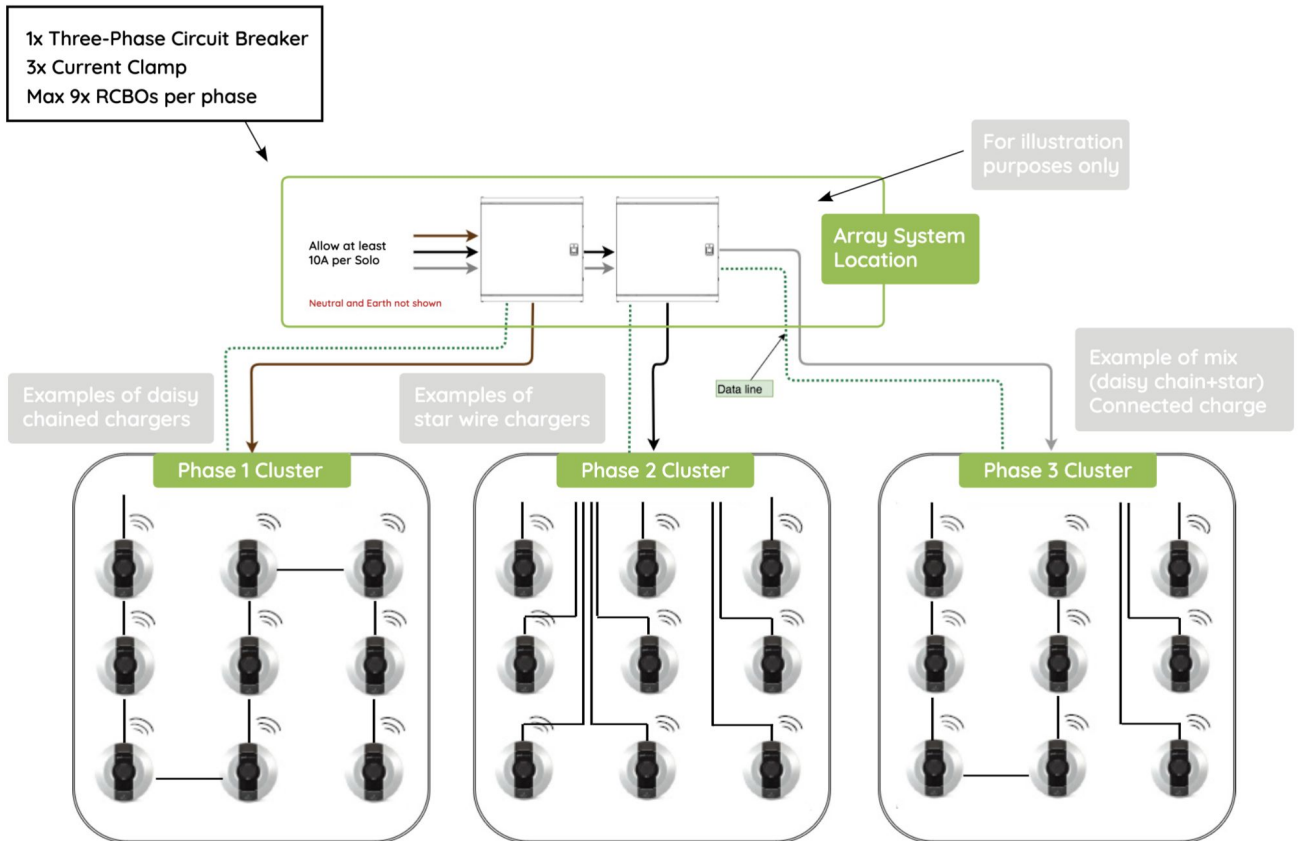 1x Three-Phase Circuit Breaker
3x Current Clamp
Max 9x RCBOs per phase
For illustration
purposes only
Array System
Location
Allow at least
10A per Solo
Neutral and Earth not shown
Data line
Examples of daisy
chained chargers
Examples of
star wire chargers
Example of mix
(daisy chain+star)
Connected charge
Phase 1 Cluster
Phase 2 Cluster
Phase 3 Cluster